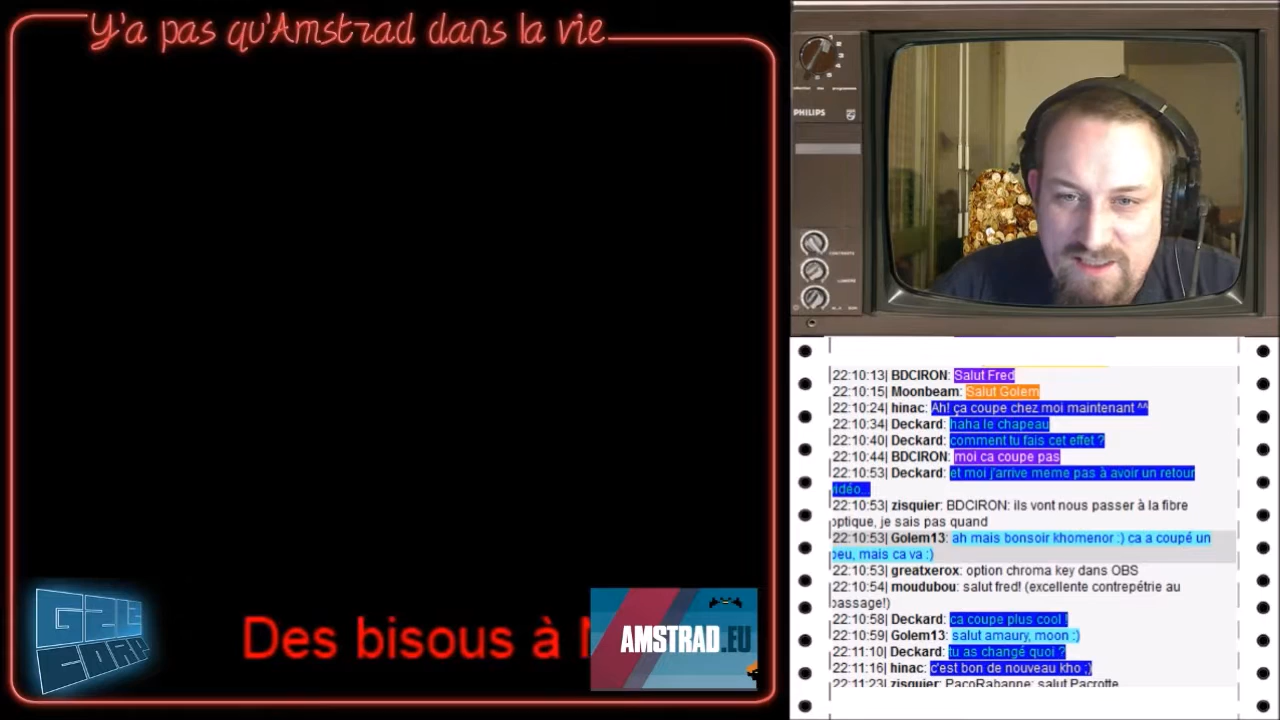 Y'a pas qu'Amstrad dans la vie
PHILIPS
22:10:13| BDCIRON: Salut Fred
22:10:15| Moonbeam: Salut Golem
22:10:24| hinac: Ah! ça coupe chez moi maintenant ^^
22:10:34| Deckard: haha le chapeau
22:10:40| Deckard: comment tu fais cet effet ?
22:10:44| BDCIRON: moi ca coupe pas
22:10:53| Deckard: et moi j'arrive meme pas à avoir un retour
vidéo...
22:10:53| zisquier: BDCIRON: ils vont nous passer à la fibre
optique, je sais pas quand
22:10:53| Golem13: ah mais bonsoir khomenor :) ca a coupé un
peu, mais ca va :)
22:10:53| greatxerox: option chroma key dans OBS
22:10:54| moudubou: salut fred! (excellente contrepétrie au
passage!)
22:10:58| Deckard: ca coupe plus cool !
22:10:59| Golem13: salut amaury, moon :)
22:11:10| Deckard: tu as changé quoi ?
22:11:16| hinac: c'est bon de nouveau kho ;)
22:11:23| zisquier: PacoRabanne: salut Pacrotte
Des bisous à
AMSTRAD.EU
CORP